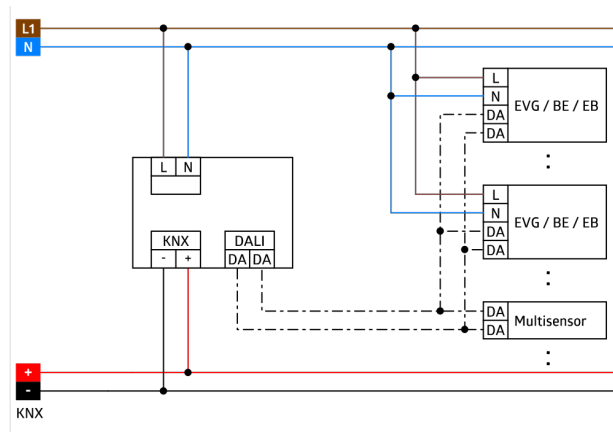 L1
N
L
EVG / BE / EB
N
DA
DA
:
L N
L
EVG / BE / EB
N
DA
DA
KNX DALI
- + DA DA
:
DA Multisensor
DA
:
+
-
KNX